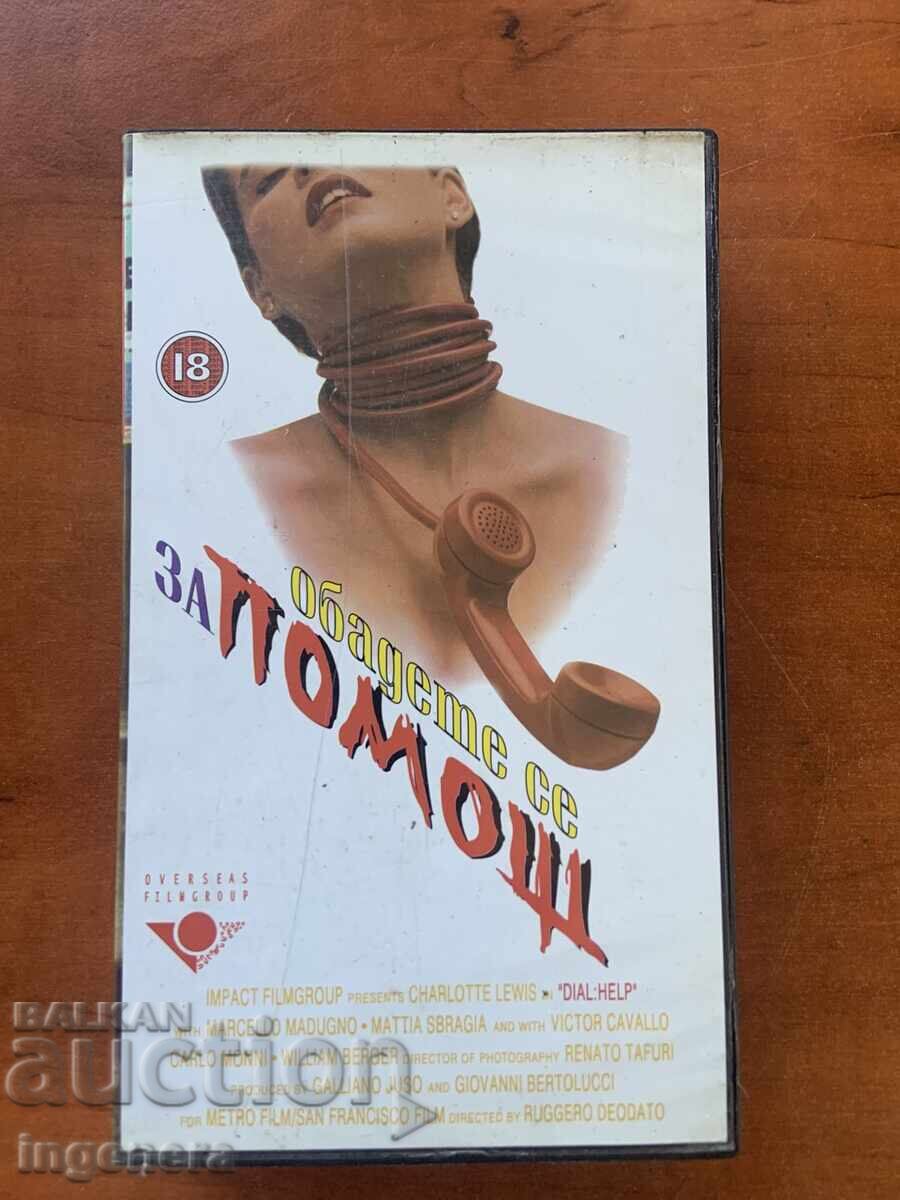 18
обадете се
ЗА ПОМОЩ
OVERSEAS
FILMGROUP
IMPACT FILMGROUP PRESENTS CHARLOTTE LEWIS IN "DIAL:HELP"
WITH MARCELDO MADUGNO • MATTIA SBRAGIA AND WITH VICTOR CAVALLO
CARLO MONNI • WILLIAM BERBER DIRECTOR OF PHOTOGRAPHY RENATO TAFURI
PRODUCED BY GALLIANO JUSO AND GIOVANNI BERTOLUCCI
FOR METRO FILM/SAN FRANCISCO FILM DIRECTED BY RUGGERO DEODATO
BALKAN
auction
ingenera